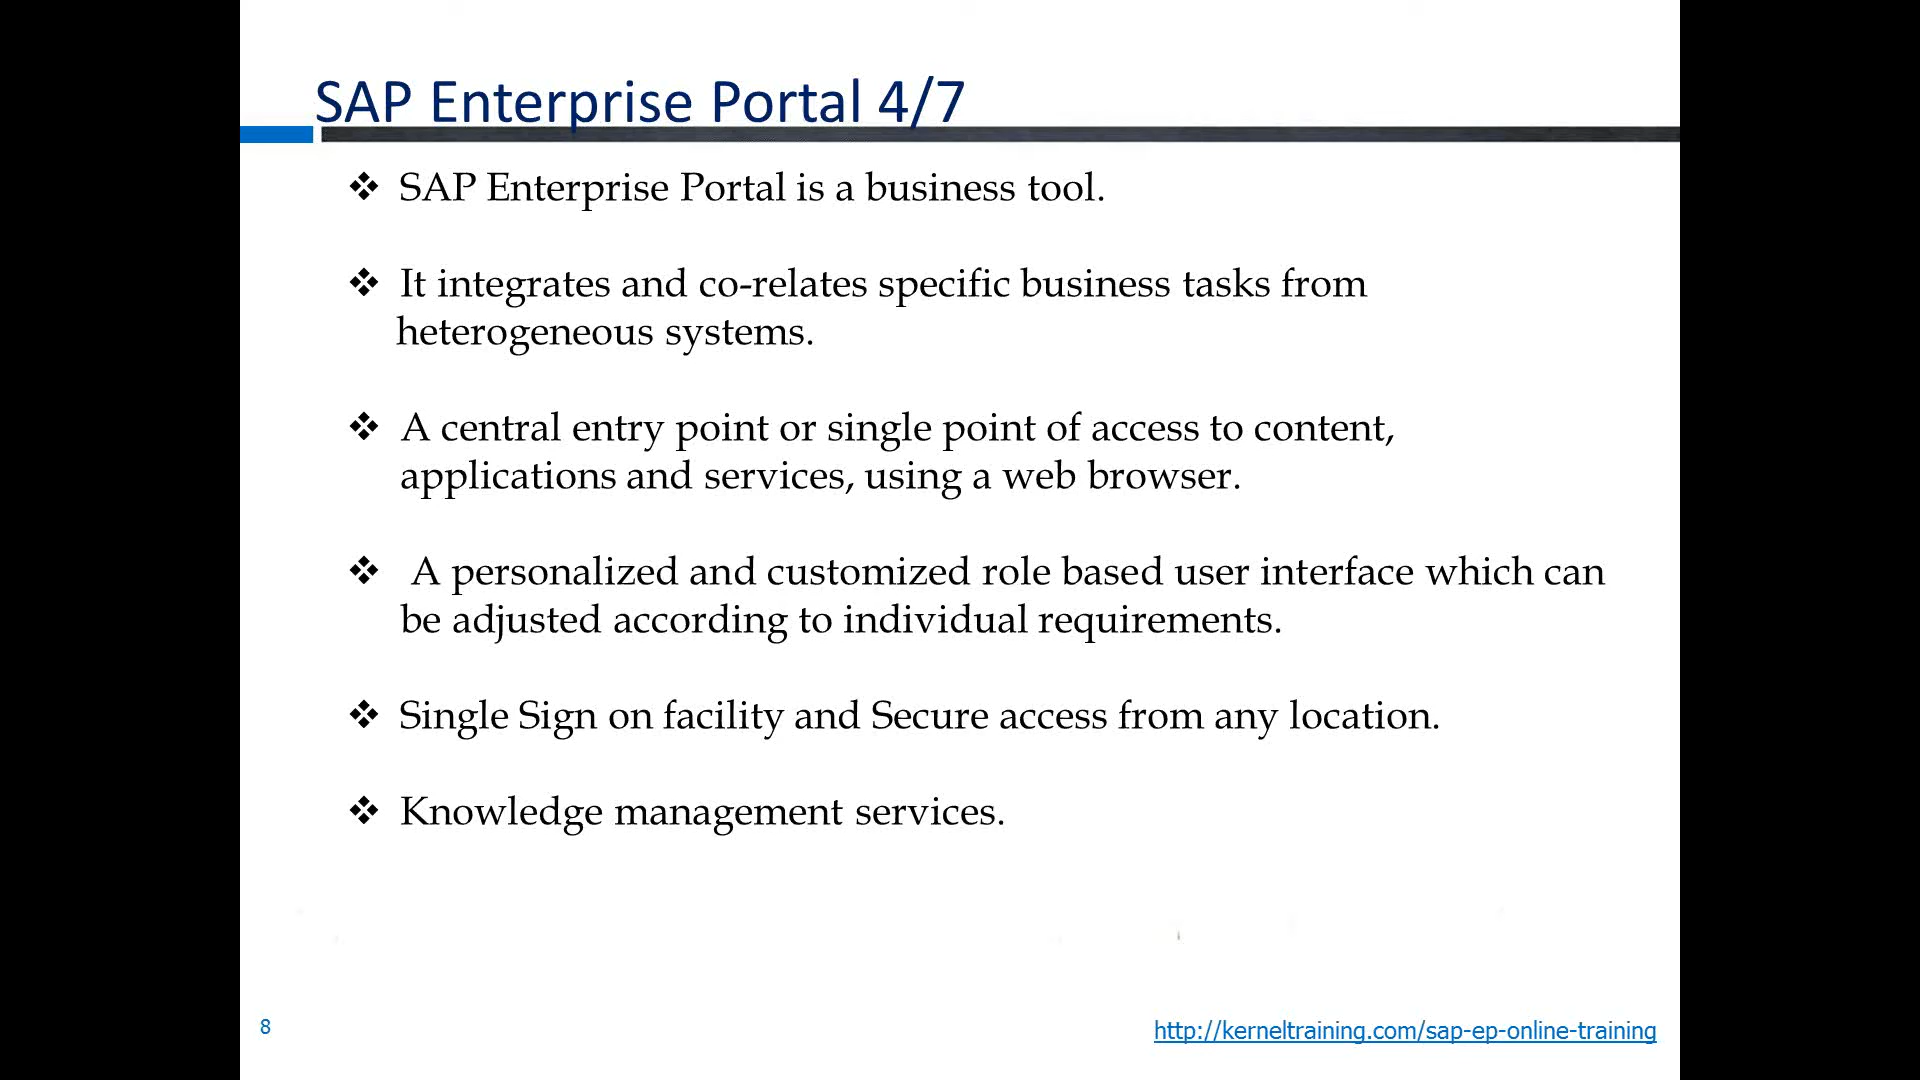 SAP Enterprise Portal 4/7
❖ SAP Enterprise Portal is a business tool.
❖ It integrates and co-relates specific business tasks from
heterogeneous systems.
❖ A central entry point or single point of access to content,
applications and services, using a web browser.
❖ A personalized and customized role based user interface which can
be adjusted according to individual requirements.
❖ Single Sign on facility and Secure access from any location.
❖ Knowledge management services.
8
http://kerneltraining.com/sap-ep-online-training